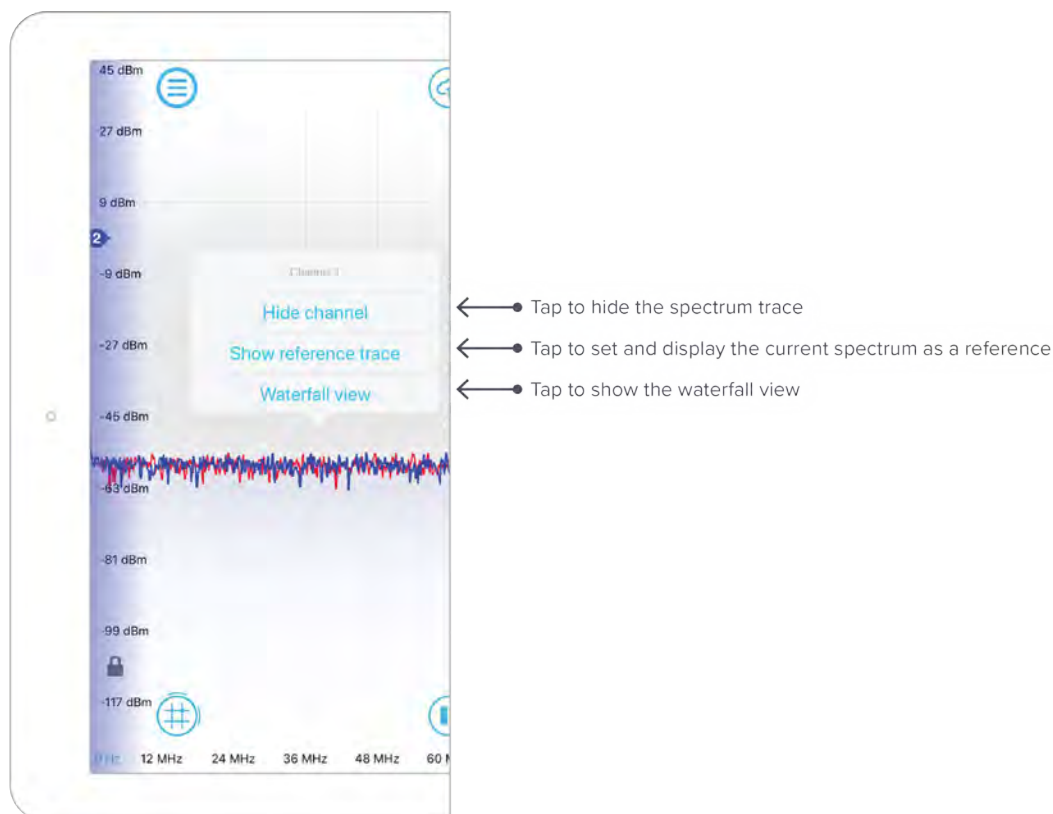 45 dBm
27 dBm
9 dBm
2
-9 dBm
Hide channel
Tap to hide the spectrum trace
-27 dBm
Show reference trace
Tap to set and display the current spectrum as a reference
Waterfall view
Tap to show the waterfall view
-45 dBm
-63 dBm
-81 dBm
-99 dBm
-117 dBm
0 Hz 12 MHz 24 MHz 36 MHz 48 MHz 60